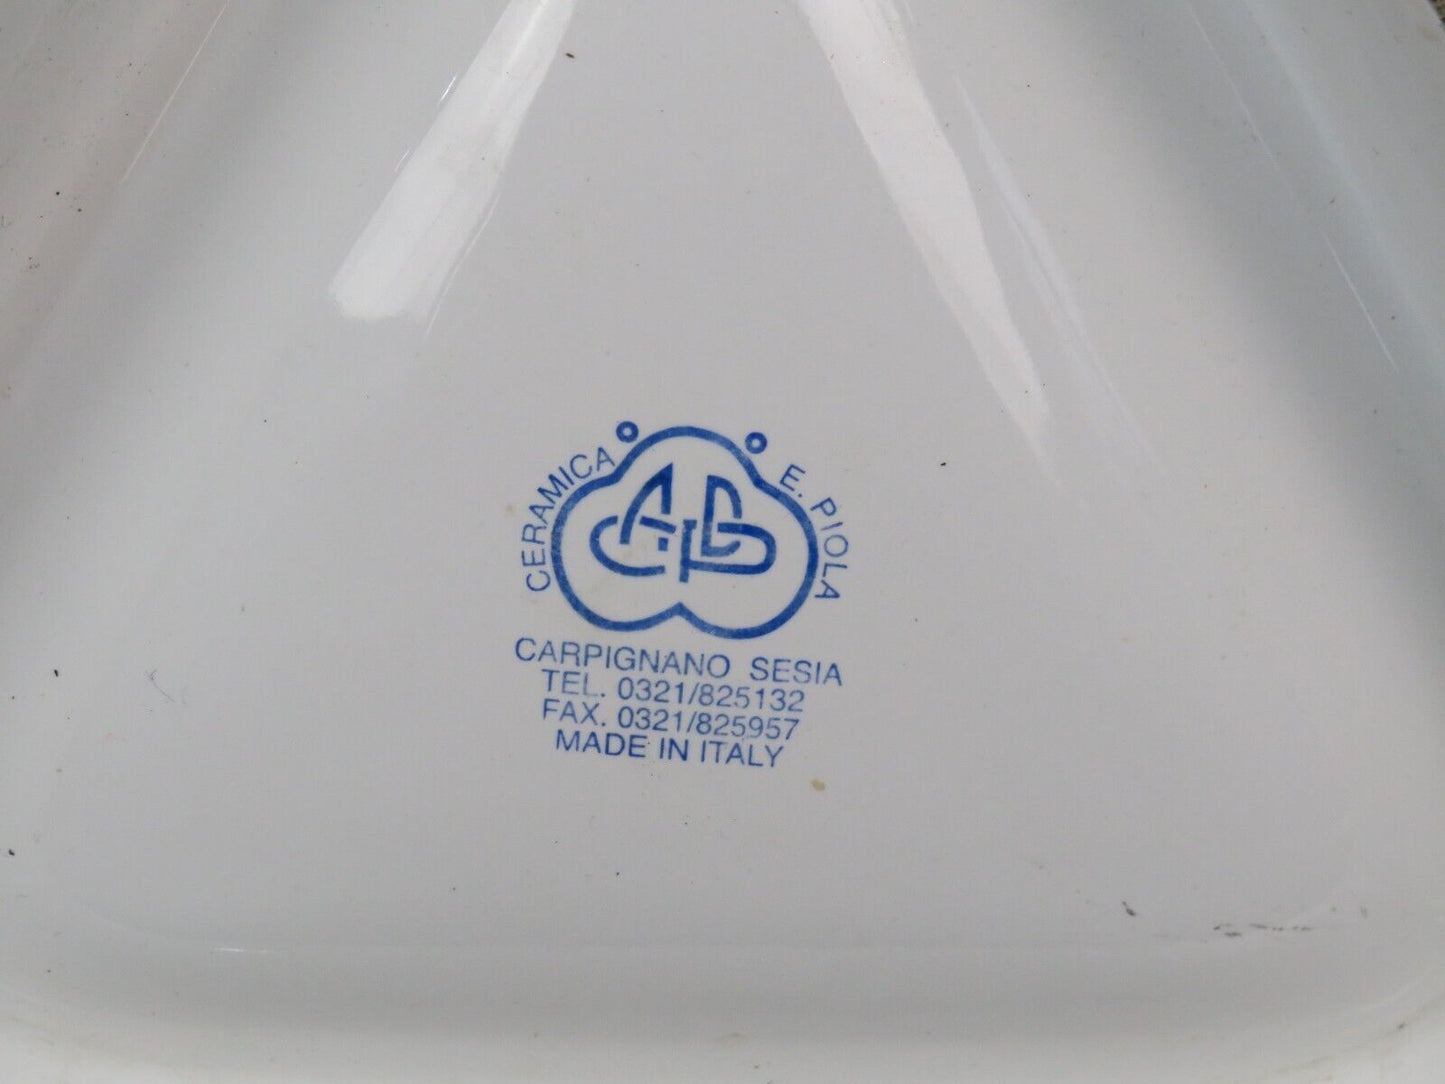 CERAMICA E. PIOLA
CARPIGNANO SESIA
TEL. 0321/825132
FAX. 0321/825957
MADE IN ITALY